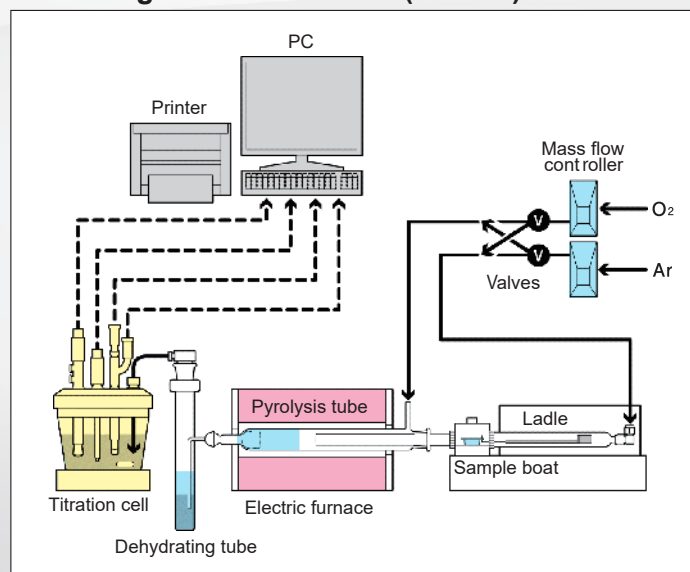 PC
Printer
Mass flow
cont roller
O₂
V
V
Valves
Ar
Pyrolysis tube
Ladle
Sample boat
Titration cell
Electric furnace
Dehydrating tube